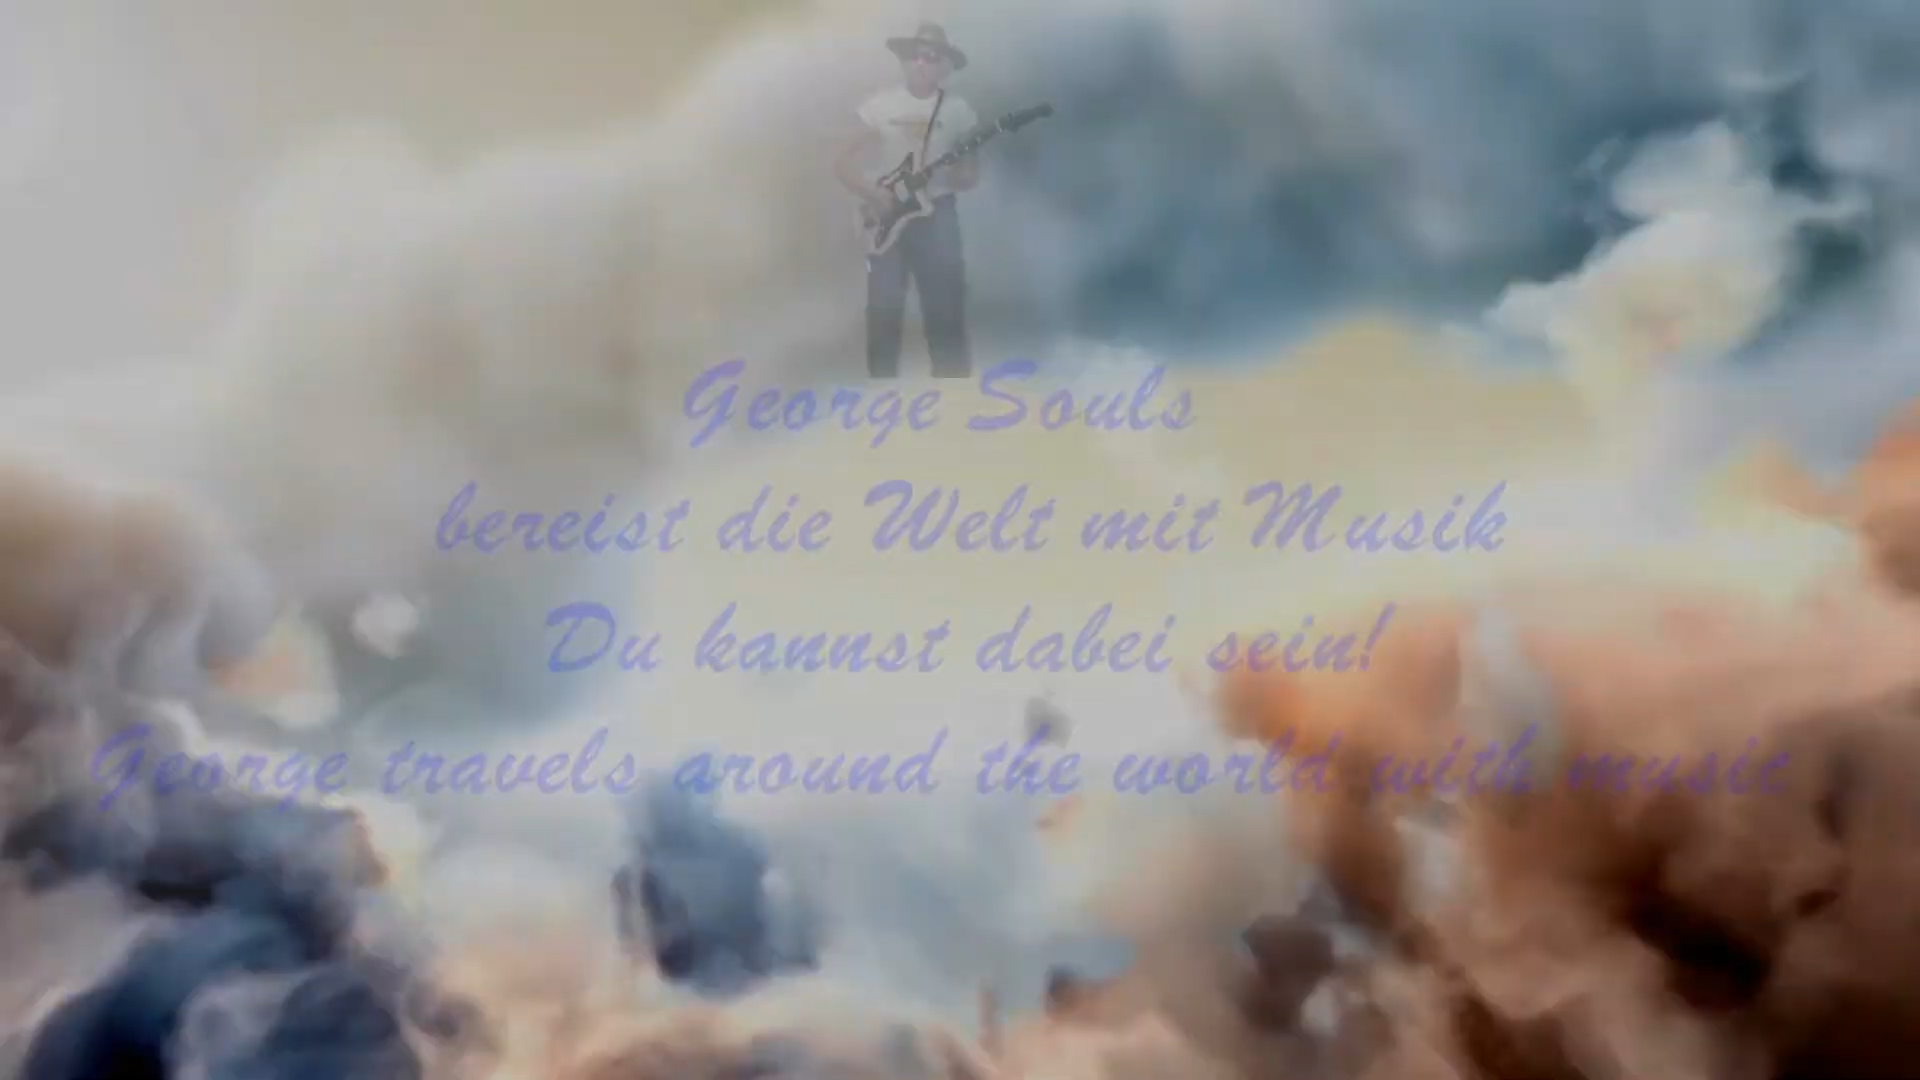 George Souls
bereist die Welt mit Musik
Du kannst dabei sein!
George travels around the world with music